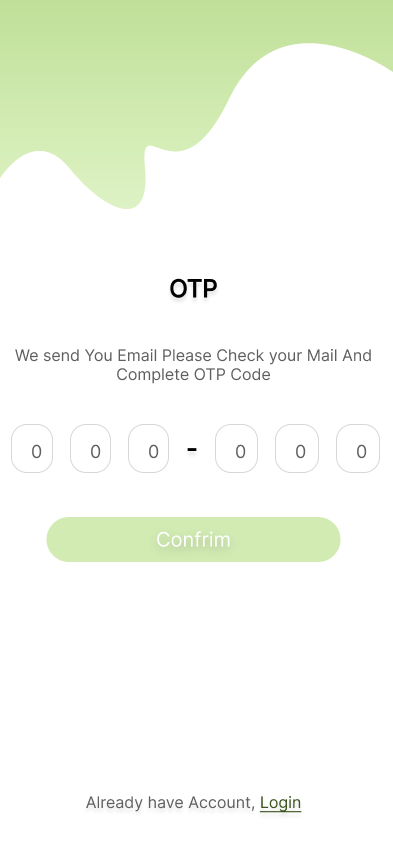 OTP
We send You Email Please Check your Mail And
Complete OTP Code
0 0 0 - 0 0 0
Confrim
Already have Account, Login